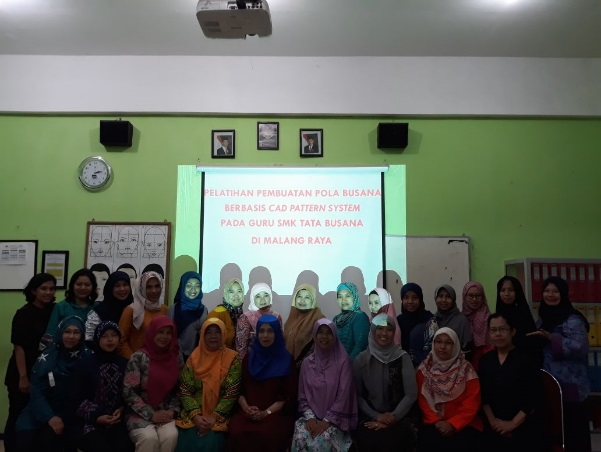 PELATIHAN PEMBUATAN POLA BUSANA
BERBASIS CAD PATTERN SYSTEM
PADA GURU SMK TATA BUSANA
DI MALANG RAYA